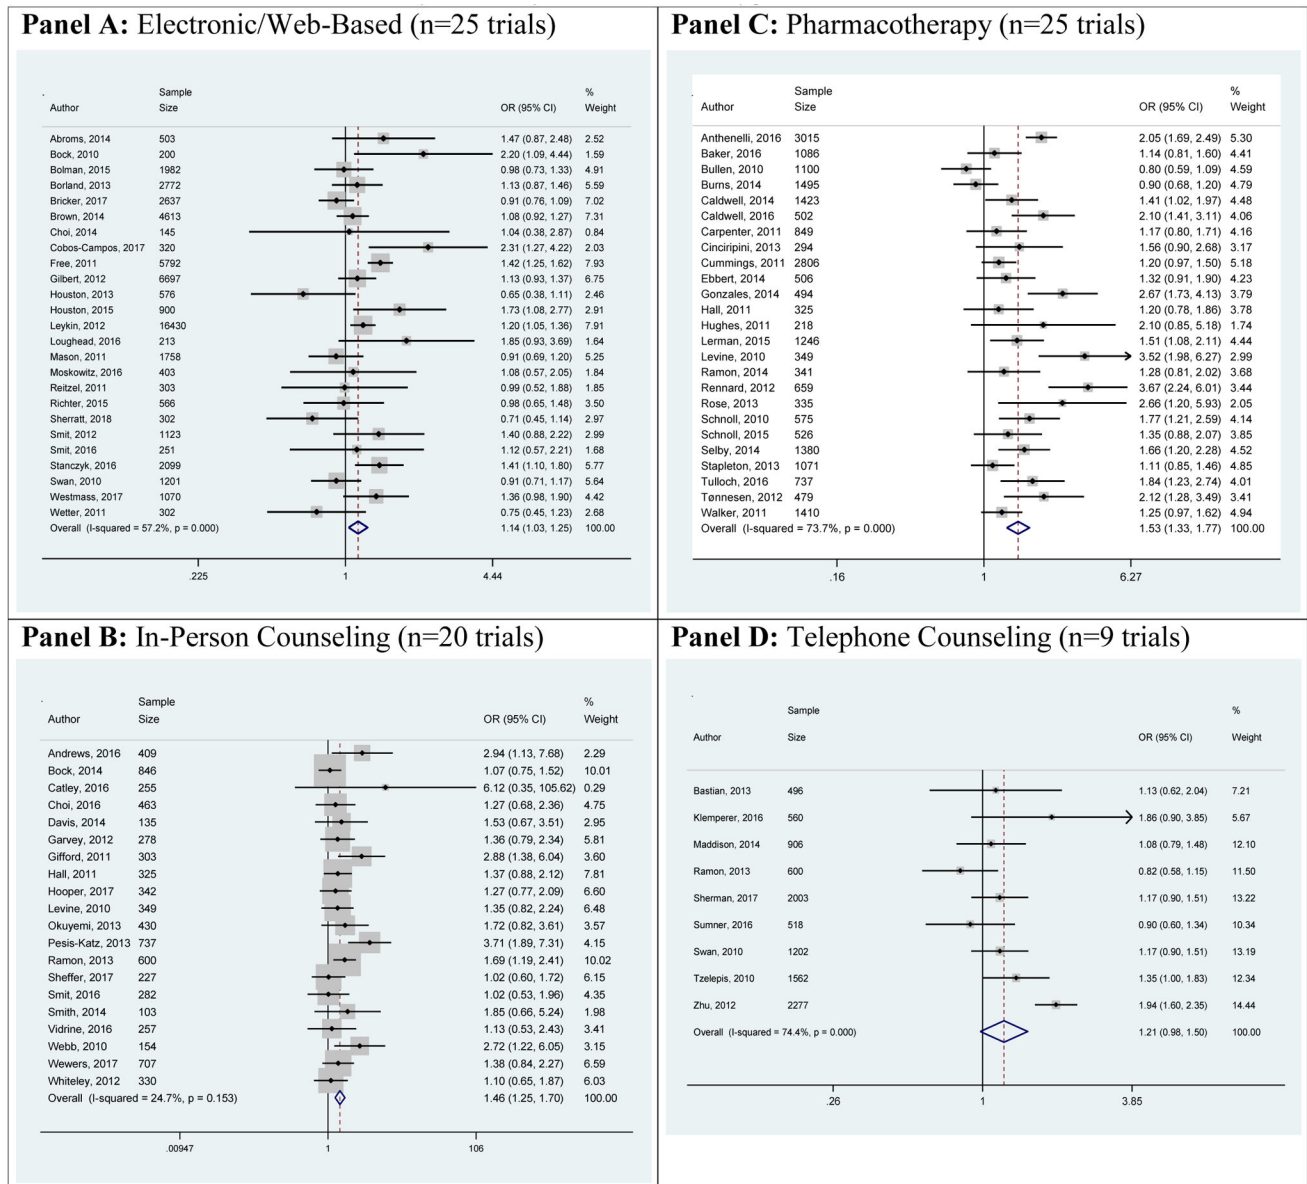 Panel A: Electronic/Web-Based (n=25 trials)
Sample %
Author Size OR (95% CI) Weight
Abroms, 2014 503 1.47 (0.87, 2.48) 2.52
Bock, 2010 200 2.20 (1.09, 4.44) 1.59
Bolman, 2015 1982 0.98 (0.73, 1.33) 4.91
Borland, 2013 2772 1.13 (0.87, 1.46) 5.59
Bricker, 2017 2637 0.91 (0.76, 1.09) 7.02
Brown, 2014 4613 1.08 (0.92, 1.27) 7.31
Choi, 2014 145 1.04 (0.38, 2.87) 0.84
Cobos-Campos, 2017 320 2.31 (1.27, 4.22) 2.03
Free, 2011 5792 1.42 (1.25, 1.62) 7.93
Gilbert, 2012 6697 1.13 (0.93, 1.37) 6.75
Houston, 2013 576 0.65 (0.38, 1.11) 2.46
Houston, 2015 900 1.73 (1.08, 2.77) 2.91
Leykin, 2012 16430 1.20 (1.05, 1.36) 7.91
Loughead, 2016 213 1.85 (0.93, 3.69) 1.64
Mason, 2011 1758 0.91 (0.69, 1.20) 5.25
Moskowitz, 2016 403 1.08 (0.57, 2.05) 1.84
Reitzel, 2011 303 0.99 (0.52, 1.88) 1.85
Richter, 2015 566 0.98 (0.65, 1.48) 3.50
Sherratt, 2018 302 0.71 (0.45, 1.14) 2.97
Smit, 2012 1123 1.40 (0.88, 2.22) 2.99
Smit, 2016 251 1.12 (0.57, 2.21) 1.68
Stanczyk, 2016 2099 1.41 (1.10, 1.80) 5.77
Swan, 2010 1201 0.91 (0.71, 1.17) 5.64
Westmass, 2017 1070 1.36 (0.98, 1.90) 4.42
Wetter, 2011 302 0.75 (0.45, 1.23) 2.68
Overall (I-squared = 57.2%, p = 0.000) 1.14 (1.03, 1.25) 100.00
.225 1 4.44
Panel C: Pharmacotherapy (n=25 trials)
Sample %
Author Size OR (95% CI) Weight
Anthenelli, 2016 3015 2.05 (1.69, 2.49) 5.30
Baker, 2016 1086 1.14 (0.81, 1.60) 4.41
Bullen, 2010 1100 0.80 (0.59, 1.09) 4.59
Burns, 2014 1495 0.90 (0.68, 1.20) 4.79
Caldwell, 2014 1423 1.41 (1.02, 1.97) 4.48
Caldwell, 2016 502 2.10 (1.41, 3.11) 4.06
Carpenter, 2011 849 1.17 (0.80, 1.71) 4.16
Cinciripini, 2013 294 1.56 (0.90, 2.68) 3.17
Cummings, 2011 2806 1.20 (0.97, 1.50) 5.18
Ebbert, 2014 506 1.32 (0.91, 1.90) 4.23
Gonzales, 2014 494 2.67 (1.73, 4.13) 3.79
Hall, 2011 325 1.20 (0.78, 1.86) 3.78
Hughes, 2011 218 2.10 (0.85, 5.18) 1.74
Lerman, 2015 1246 1.51 (1.08, 2.11) 4.44
Levine, 2010 349 3.52 (1.98, 6.27) 2.99
Ramon, 2014 341 1.28 (0.81, 2.02) 3.68
Rennard, 2012 659 3.67 (2.24, 6.01) 3.44
Rose, 2013 335 2.66 (1.20, 5.93) 2.05
Schnoll, 2010 575 1.77 (1.21, 2.59) 4.14
Schnoll, 2015 526 1.35 (0.88, 2.07) 3.85
Selby, 2014 1380 1.66 (1.20, 2.28) 4.52
Stapleton, 2013 1071 1.11 (0.85, 1.46) 4.85
Tulloch, 2016 737 1.84 (1.23, 2.74) 4.01
Tønnesen, 2012 479 2.12 (1.28, 3.49) 3.41
Walker, 2011 1410 1.25 (0.97, 1.62) 4.94
Overall (I-squared = 73.7%, p = 0.000) 1.53 (1.33, 1.77) 100.00
.16 1 6.27
Panel B: In-Person Counseling (n=20 trials)
Sample %
Author Size OR (95% CI) Weight
Andrews, 2016 409 2.94 (1.13, 7.68) 2.29
Bock, 2014 846 1.07 (0.75, 1.52) 10.01
Catley, 2016 255 6.12 (0.35, 105.62) 0.29
Choi, 2016 463 1.27 (0.68, 2.36) 4.75
Davis, 2014 135 1.53 (0.67, 3.51) 2.95
Garvey, 2012 278 1.36 (0.79, 2.34) 5.81
Gifford, 2011 303 2.88 (1.38, 6.04) 3.60
Hall, 2011 325 1.37 (0.88, 2.12) 7.81
Hooper, 2017 342 1.27 (0.77, 2.09) 6.60
Levine, 2010 349 1.35 (0.82, 2.24) 6.48
Okuyemi, 2013 430 1.72 (0.82, 3.61) 3.57
Pesis-Katz, 2013 737 3.71 (1.89, 7.31) 4.15
Ramon, 2013 600 1.69 (1.19, 2.41) 10.02
Sheffer, 2017 227 1.02 (0.60, 1.72) 6.15
Smit, 2016 282 1.02 (0.53, 1.96) 4.35
Smith, 2014 103 1.85 (0.66, 5.24) 1.98
Vidrine, 2016 257 1.13 (0.53, 2.43) 3.41
Webb, 2010 154 2.72 (1.22, 6.05) 3.15
Wewers, 2017 707 1.38 (0.84, 2.27) 6.59
Whiteley, 2012 330 1.10 (0.65, 1.87) 6.03
Overall (I-squared = 24.7%, p = 0.153) 1.46 (1.25, 1.70) 100.00
.00947 1 106
Panel D: Telephone Counseling (n=9 trials)
Sample %
Author Size OR (95% CI) Weight
Bastian, 2013 496 1.13 (0.62, 2.04) 7.21
Klemperer, 2016 560 1.86 (0.90, 3.85) 5.67
Maddison, 2014 906 1.08 (0.79, 1.48) 12.10
Ramon, 2013 600 0.82 (0.58, 1.15) 11.50
Sherman, 2017 2003 1.17 (0.90, 1.51) 13.22
Sumner, 2016 518 0.90 (0.60, 1.34) 10.34
Swan, 2010 1202 1.17 (0.90, 1.51) 13.19
Tzelepis, 2010 1562 1.35 (1.00, 1.83) 12.34
Zhu, 2012 2277 1.94 (1.60, 2.35) 14.44
Overall (I-squared = 74.4%, p = 0.000) 1.21 (0.98, 1.50) 100.00
.26 1 3.85